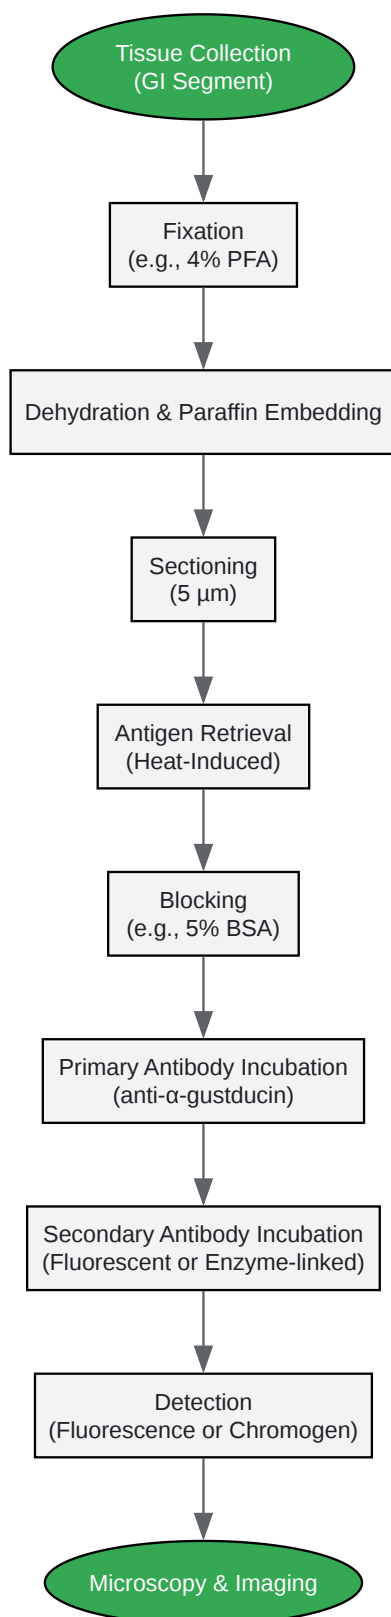 Tissue Collection
(GI Segment)
Fixation
(e.g., 4% PFA)
Dehydration & Paraffin Embedding
Sectioning
(5 µm)
Antigen Retrieval
(Heat-Induced)
Blocking
(e.g., 5% BSA)
Primary Antibody Incubation
(anti-α-gustducin)
Secondary Antibody Incubation
(Fluorescent or Enzyme-linked)
Detection
(Fluorescence or Chromogen)
Microscopy & Imaging